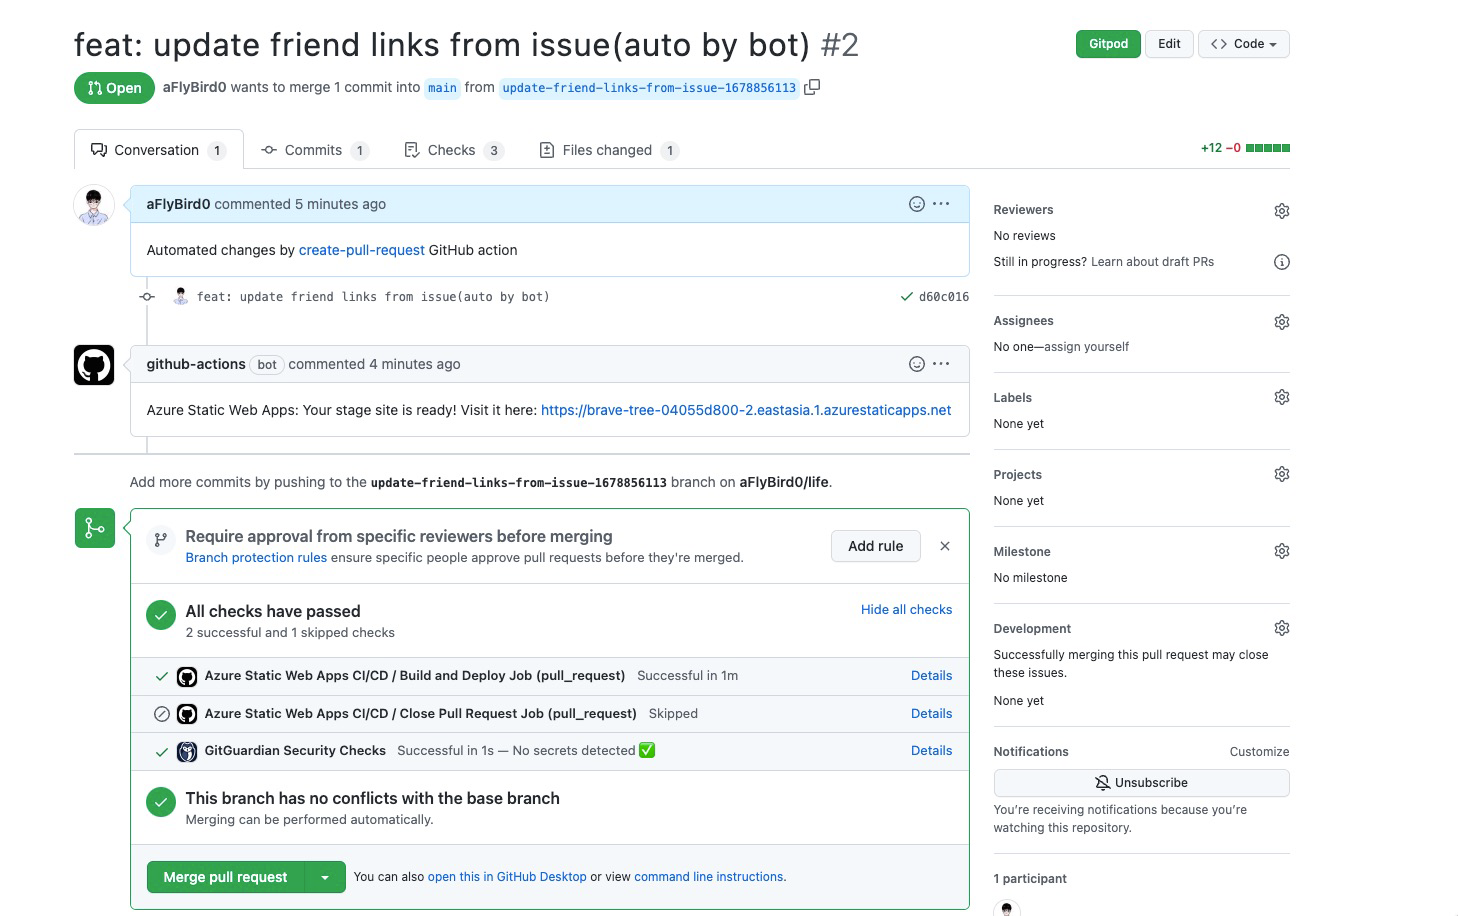 feat: update friend links from issue(auto by bot) #2
Gitpod
Edit
<> Code
Open
aFlyBird0 wants to merge 1 commit into main from update-friend-links-from-issue-1678856113
Conversation 1
Commits 1
Checks 3
Files changed 1
+12 −0
aFlyBird0 commented 5 minutes ago
Automated changes by create-pull-request GitHub action
feat: update friend links from issue(auto by bot)
d60c016
github-actions bot commented 4 minutes ago
Azure Static Web Apps: Your stage site is ready! Visit it here: https://brave-tree-04055d800-2.eastasia.1.azurestaticapps.net
Add more commits by pushing to the update-friend-links-from-issue-1678856113 branch on aFlyBird0/life.
Require approval from specific reviewers before merging
Branch protection rules ensure specific people approve pull requests before they're merged.
Add rule
All checks have passed
2 successful and 1 skipped checks
Hide all checks
Azure Static Web Apps CI/CD / Build and Deploy Job (pull_request) Successful in 1m
Details
Azure Static Web Apps CI/CD / Close Pull Request Job (pull_request) Skipped
Details
GitGuardian Security Checks Successful in 1s — No secrets detected ✅
Details
This branch has no conflicts with the base branch
Merging can be performed automatically.
Merge pull request
You can also open this in GitHub Desktop or view command line instructions.
Reviewers
No reviews
Still in progress? Learn about draft PRs
Assignees
No one—assign yourself
Labels
None yet
Projects
None yet
Milestone
No milestone
Development
Successfully merging this pull request may close
these issues.
None yet
Notifications
Customize
Unsubscribe
You’re receiving notifications because you’re
watching this repository.
1 participant